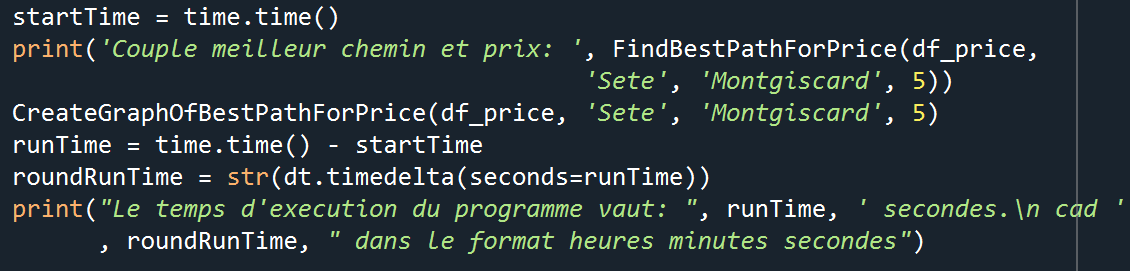 startTime = time.time()
print('Couple meilleur chemin et prix: ', FindBestPathForPrice(df_price,
'Sete', 'Montgiscard', 5))
CreateGraphOfBestPathForPrice(df_price, 'Sete', 'Montgiscard', 5)
runTime = time.time() - startTime
roundRunTime = str(dt.timedelta(seconds=runTime))
print("Le temps d'execution du programme vaut: ", runTime, ' secondes.\n cad '
, roundRunTime, " dans le format heures minutes secondes")